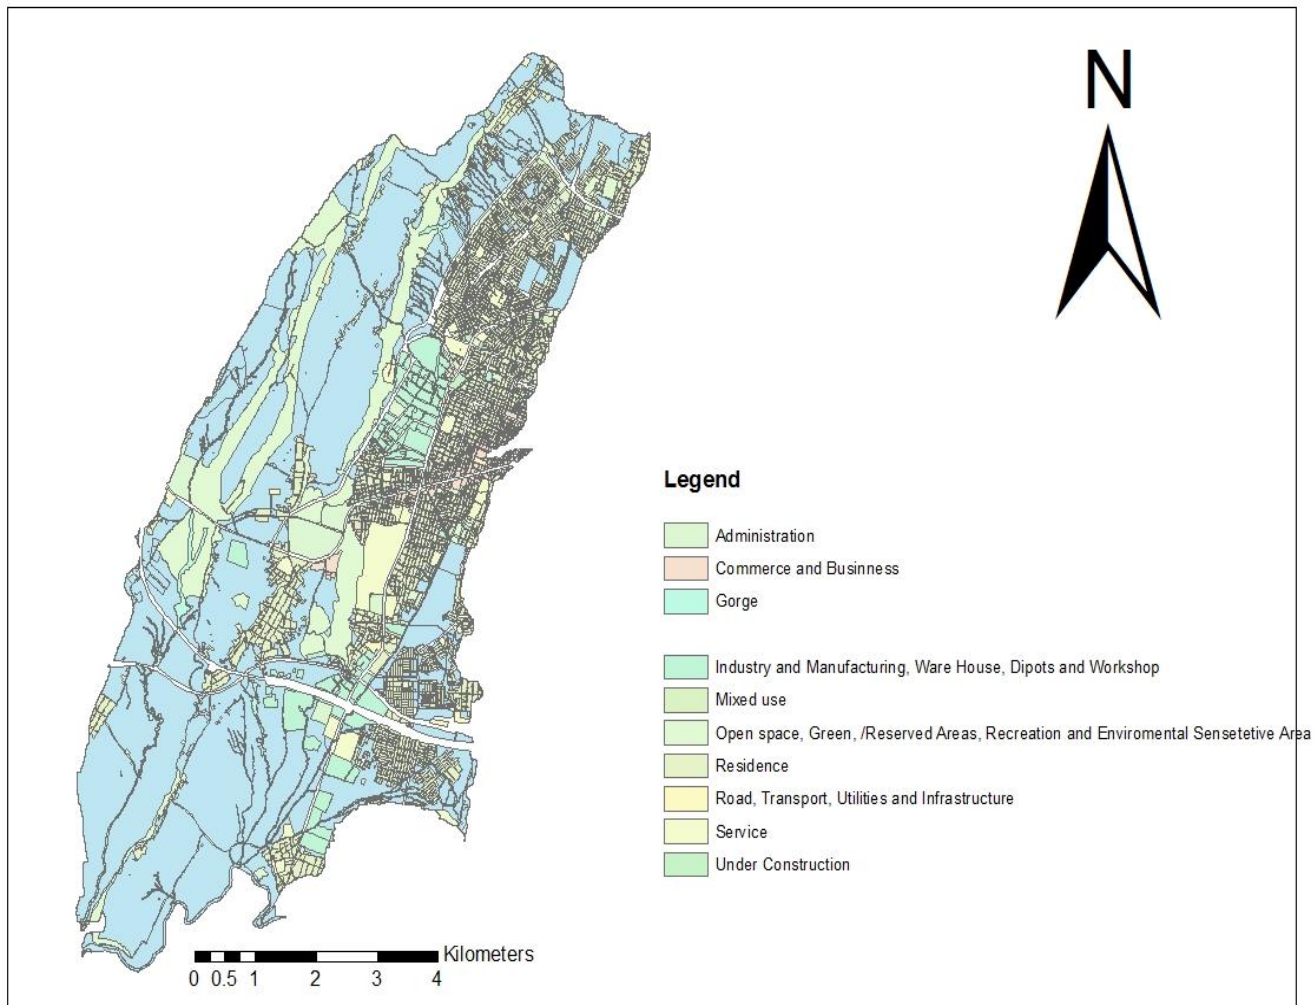 N
Legend
Administration
Commerce and Businness
Gorge
Industry and Manufacturing, Ware House, Dipots and Workshop
Mixed use
Open space, Green, /Reserved Areas, Recreation and Enviromental Sensetetive Area
Residence
Road, Transport, Utilities and Infrastructure
Service
Under Construction
Kilometers
0 0.5 1 2 3 4